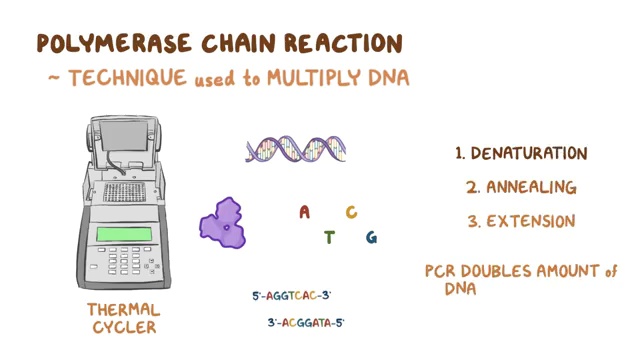 POLYMERASE CHAIN REACTION
~ TECHNIQUE used to MULTIPLY DNA
1. DENATURATION
2. ANNEALING
3. EXTENSION
A C
T G
PCR DOUBLES AMOUNT of
DNA
5'-AGGTCAC-3'
3'-ACGGATA-5'
THERMAL
CYCLER